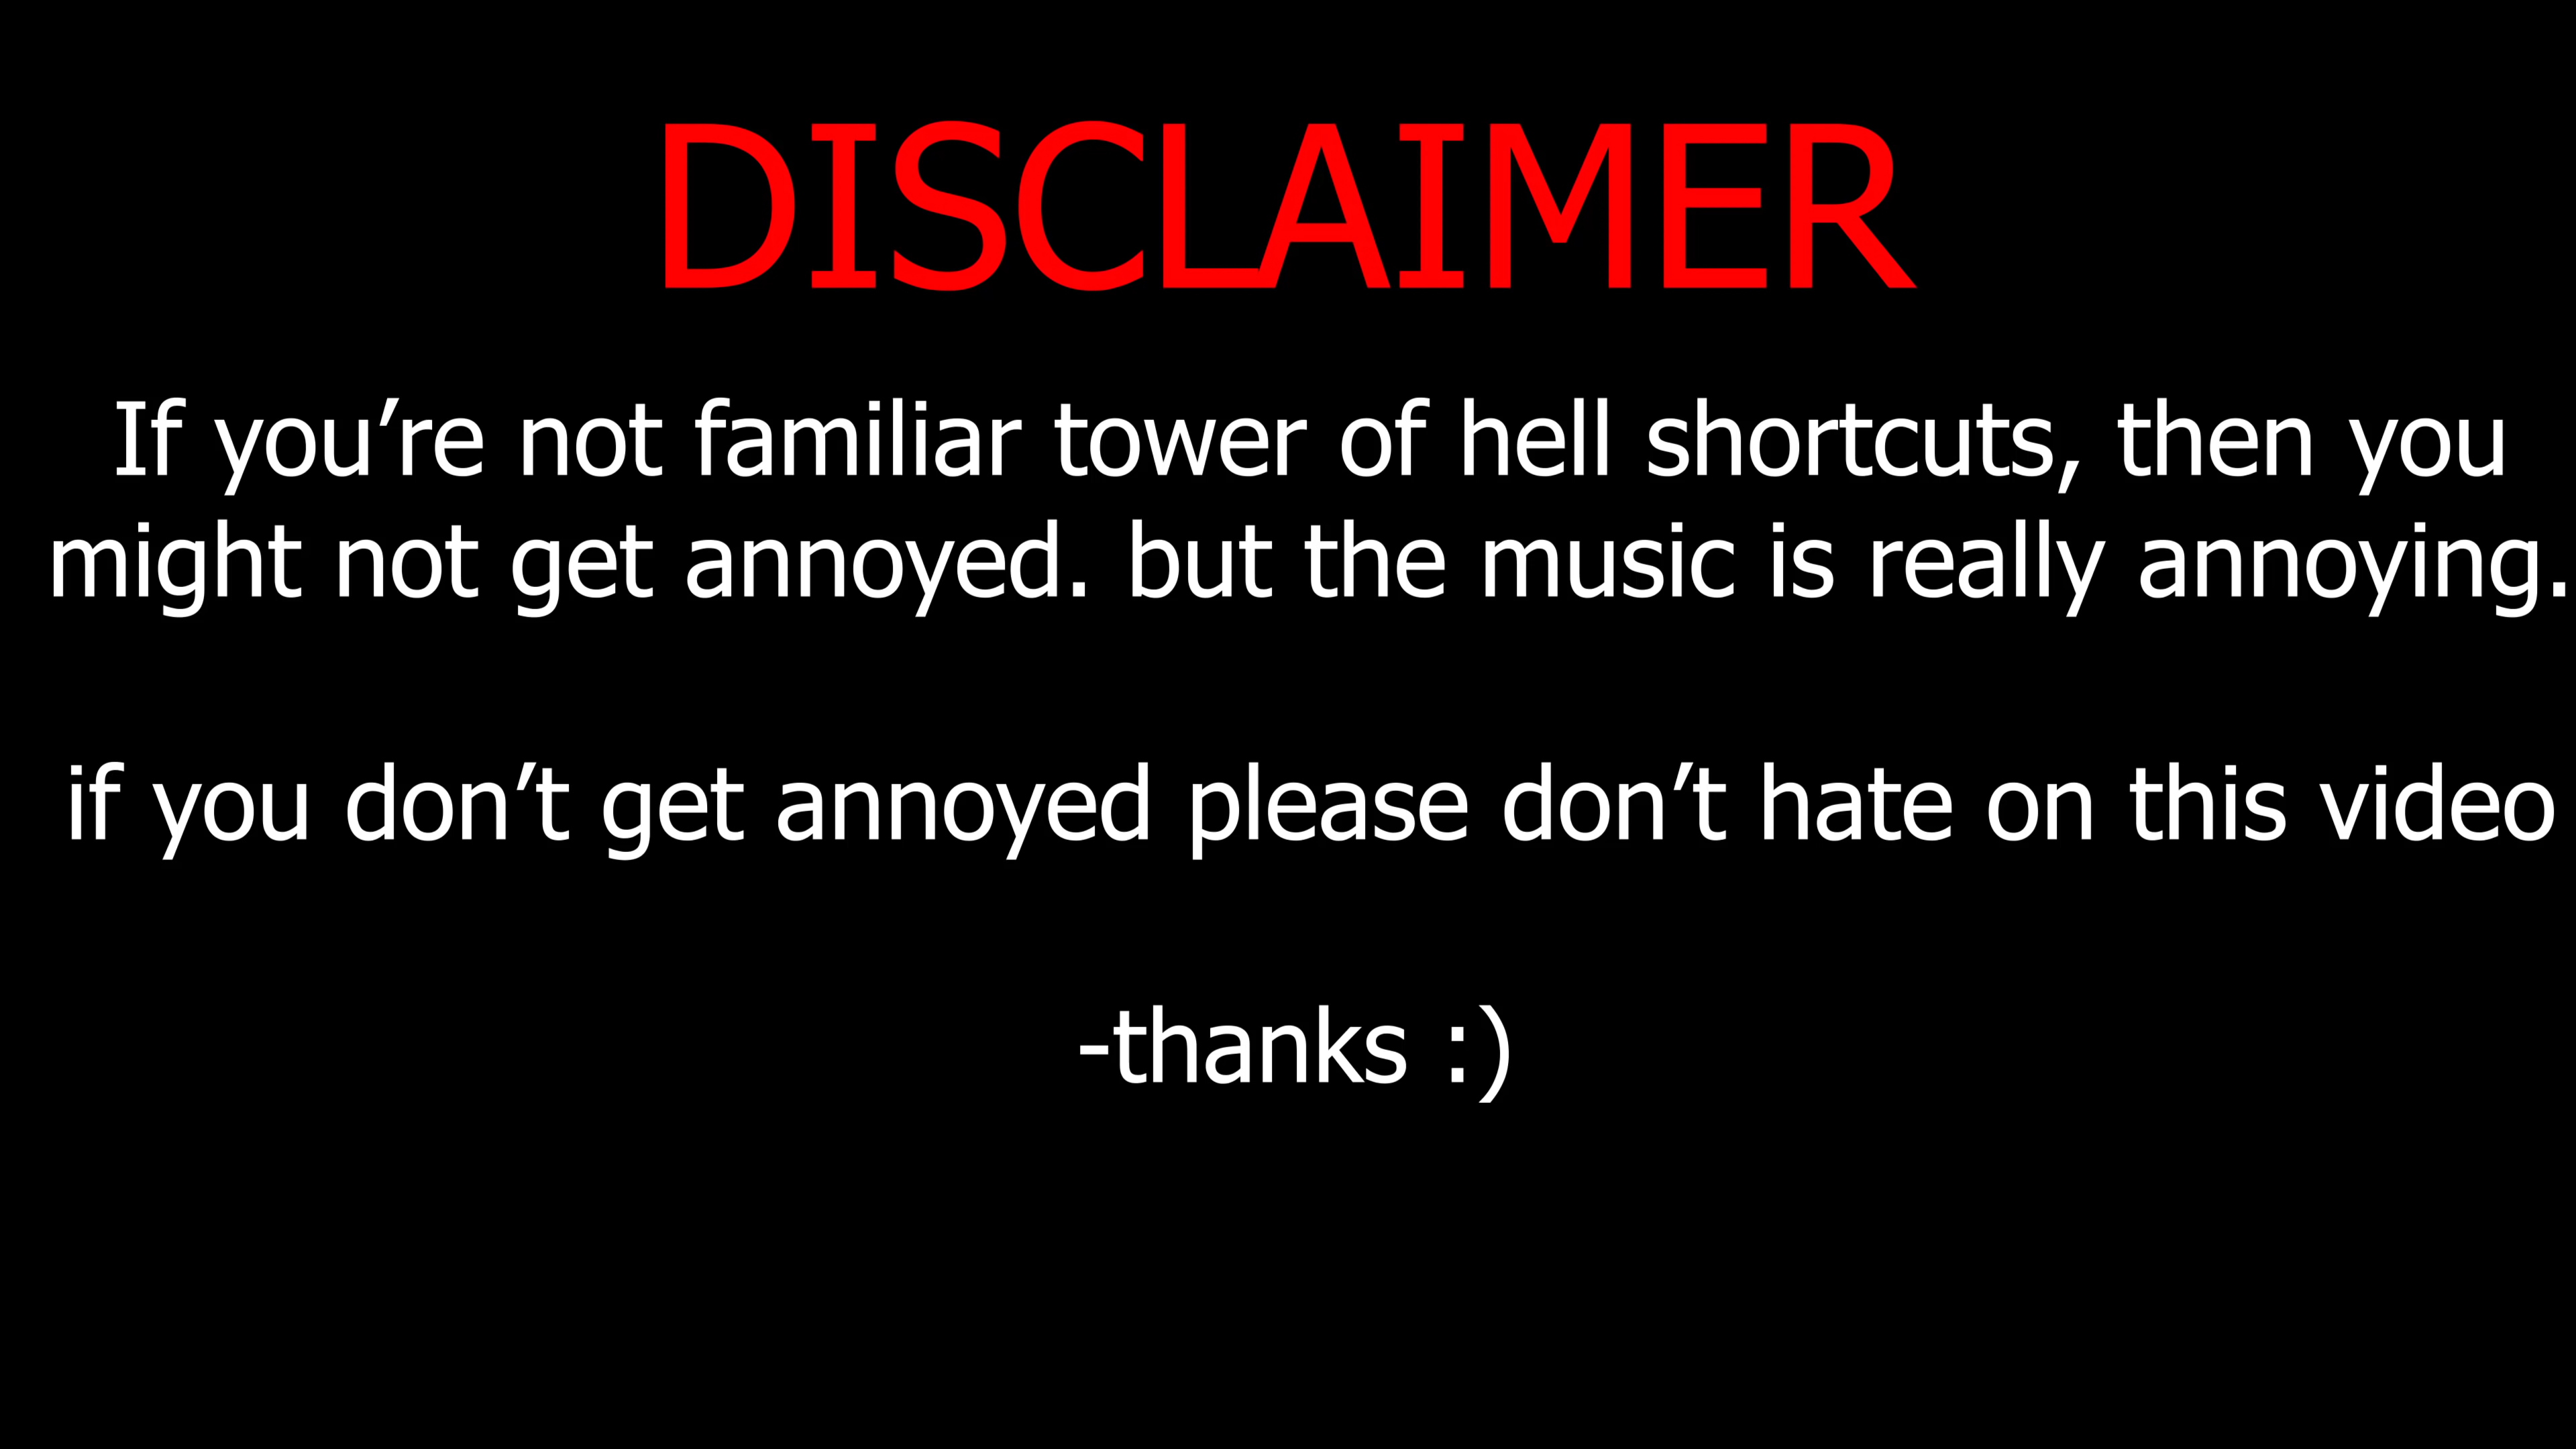 DISCLAIMER
If you’re not familiar tower of hell shortcuts, then you
might not get annoyed. but the music is really annoying.
if you don’t get annoyed please don’t hate on this video
-thanks :)